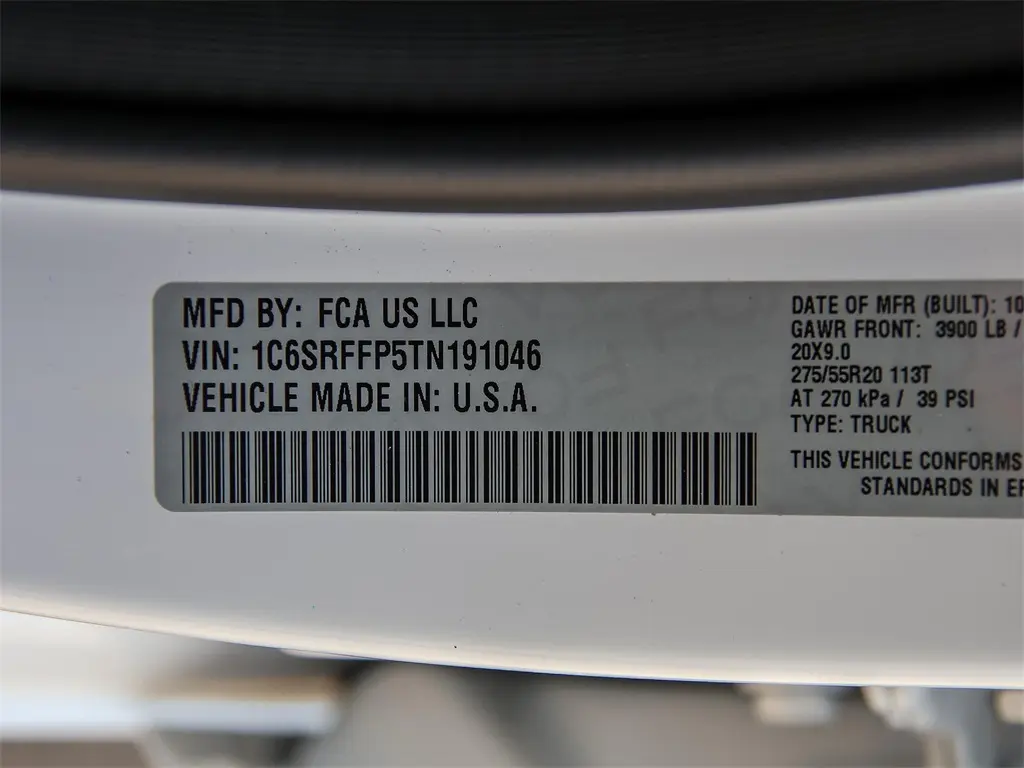 MFD BY: FCA US LLC
VIN: 1C6SRFFP5TN191046
VEHICLE MADE IN: U.S.A.
DATE OF MFR (BUILT): 10
GAWR FRONT: 3900 LB /
20X9.0
275/55R20 113T
AT 270 kPa / 39 PSI
TYPE: TRUCK
THIS VEHICLE CONFORMS
STANDARDS IN